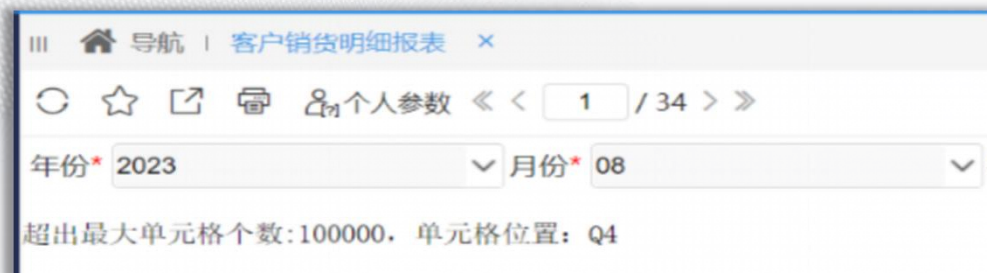 导航 客户销货明细报表 ×
个人参数 << < 1 / 34 > >>
年份* 2023 月份* 08
超出最大单元格个数:100000，单元格位置：Q4